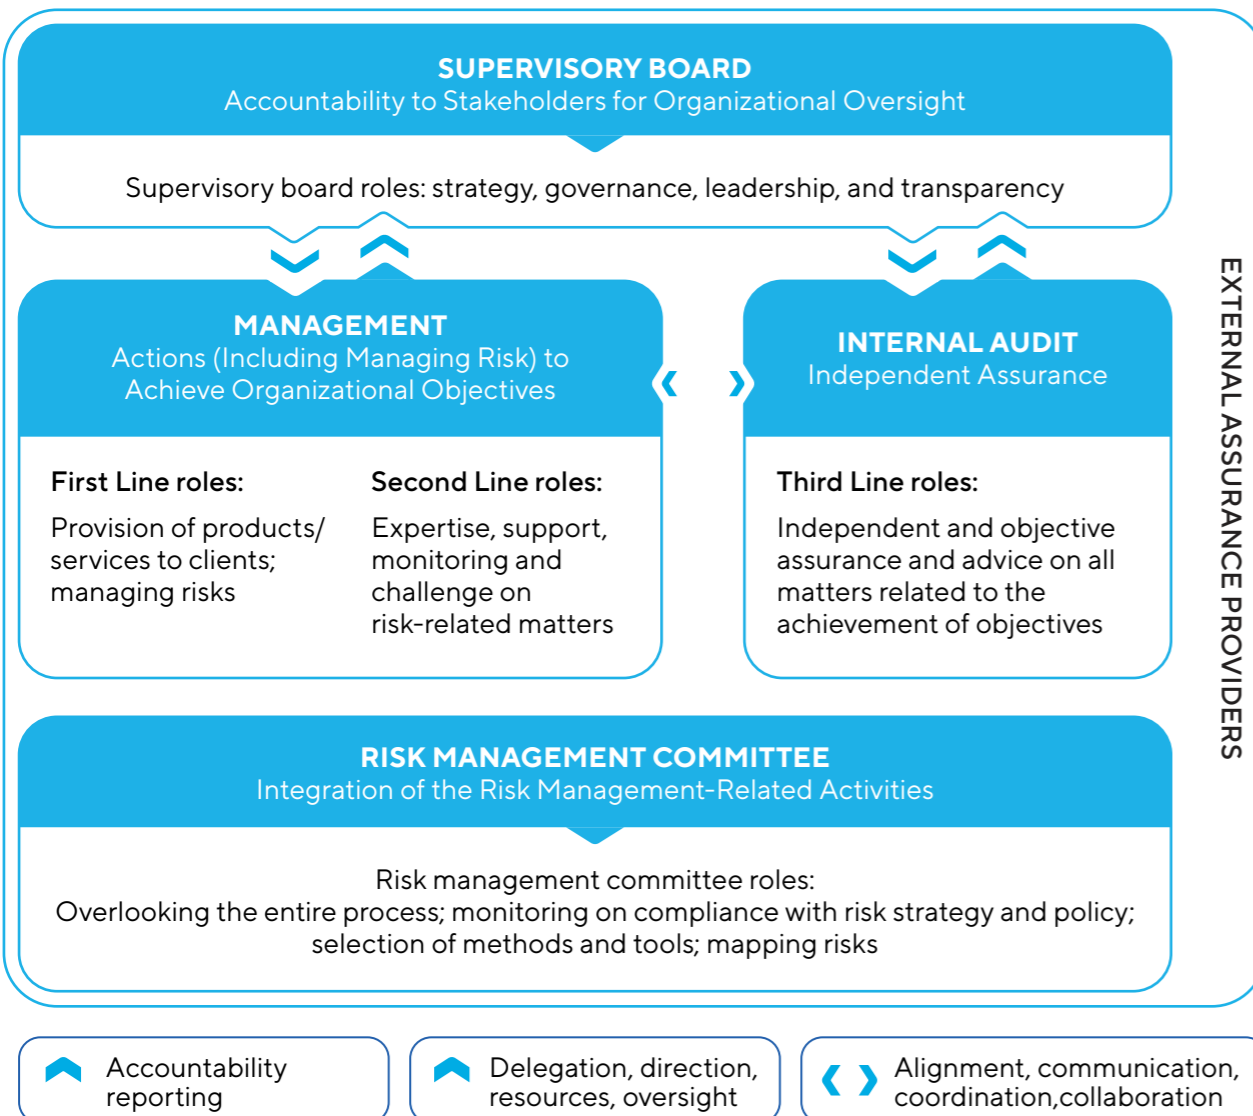 SUPERVISORY BOARD
Accountability to Stakeholders for Organizational Oversight
Supervisory board roles: strategy, governance, leadership, and transparency
MANAGEMENT
Actions (Including Managing Risk) to
Achieve Organizational Objectives
First Line roles:
Provision of products/
services to clients;
managing risks
Second Line roles:
Expertise, support,
monitoring and
challenge on
risk-related matters
INTERNAL AUDIT
Independent Assurance
Third Line roles:
Independent and objective
assurance and advice on all
matters related to the
achievement of objectives
RISK MANAGEMENT COMMITTEE
Integration of the Risk Management-Related Activities
Risk management committee roles:
Overlooking the entire process; monitoring on compliance with risk strategy and policy;
selection of methods and tools; mapping risks
EXTERNAL ASSURANCE PROVIDERS
Accountability
reporting
Delegation, direction,
resources, oversight
Alignment, communication,
coordination,collaboration